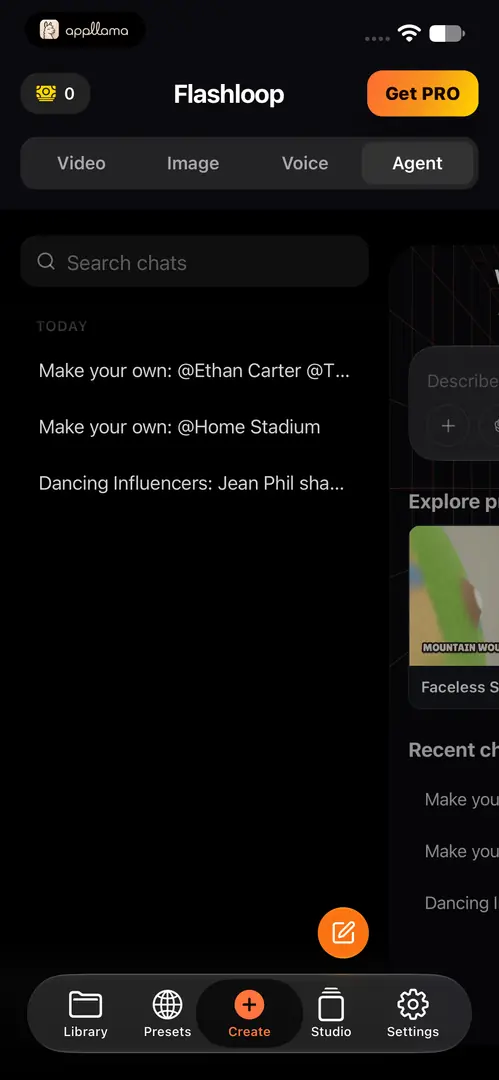 appllama
0
Flashloop
Get PRO
Video
Image
Voice
Agent
Search chats
TODAY
Make your own: @Ethan Carter @T...
Make your own: @Home Stadium
Dancing Influencers: Jean Phil sha...
Describe
Explore p
MOUNTAIN WOU
Faceless S
Recent ch
Make you
Make you
Dancing I
Library
Presets
Create
Studio
Settings